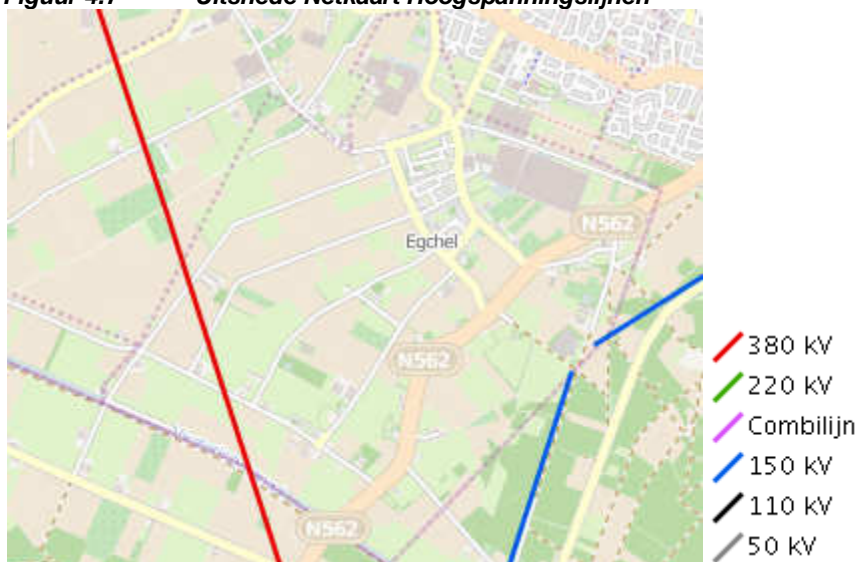 Figuur 4.7 Uitsnede Netkaart Hoogspanningslijnen
N562
Egchel
N562
N562
380 kV
220 kV
Combilijn
150 kV
110 kV
50 kV